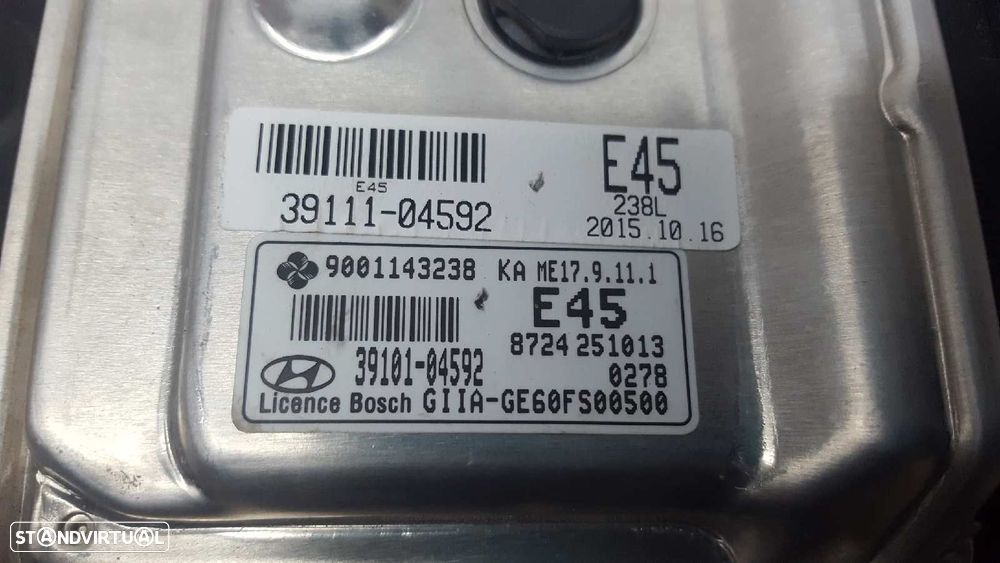 E45
39111-04592
E45
238L
2015.10.16
9001143238 KA ME17.9.11.1
E45
39101-04592
8724 251013
0278
Licence Bosch GIIA-GE60FS00500
STANDVIRTUAL